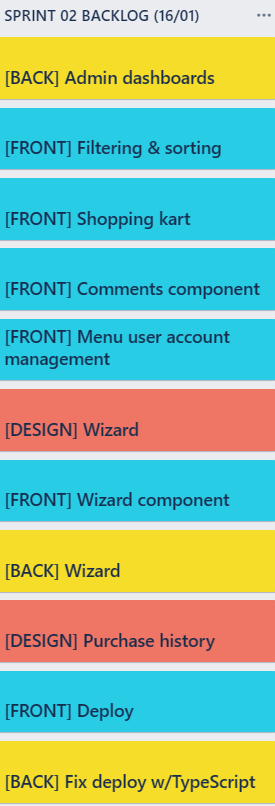 SPRINT 02 BACKLOG (16/01)
[BACK] Admin dashboards
[FRONT] Filtering & sorting
[FRONT] Shopping kart
[FRONT] Comments component
[FRONT] Menu user account
management
[DESIGN] Wizard
[FRONT] Wizard component
[BACK] Wizard
[DESIGN] Purchase history
[FRONT] Deploy
[BACK] Fix deploy w/TypeScript